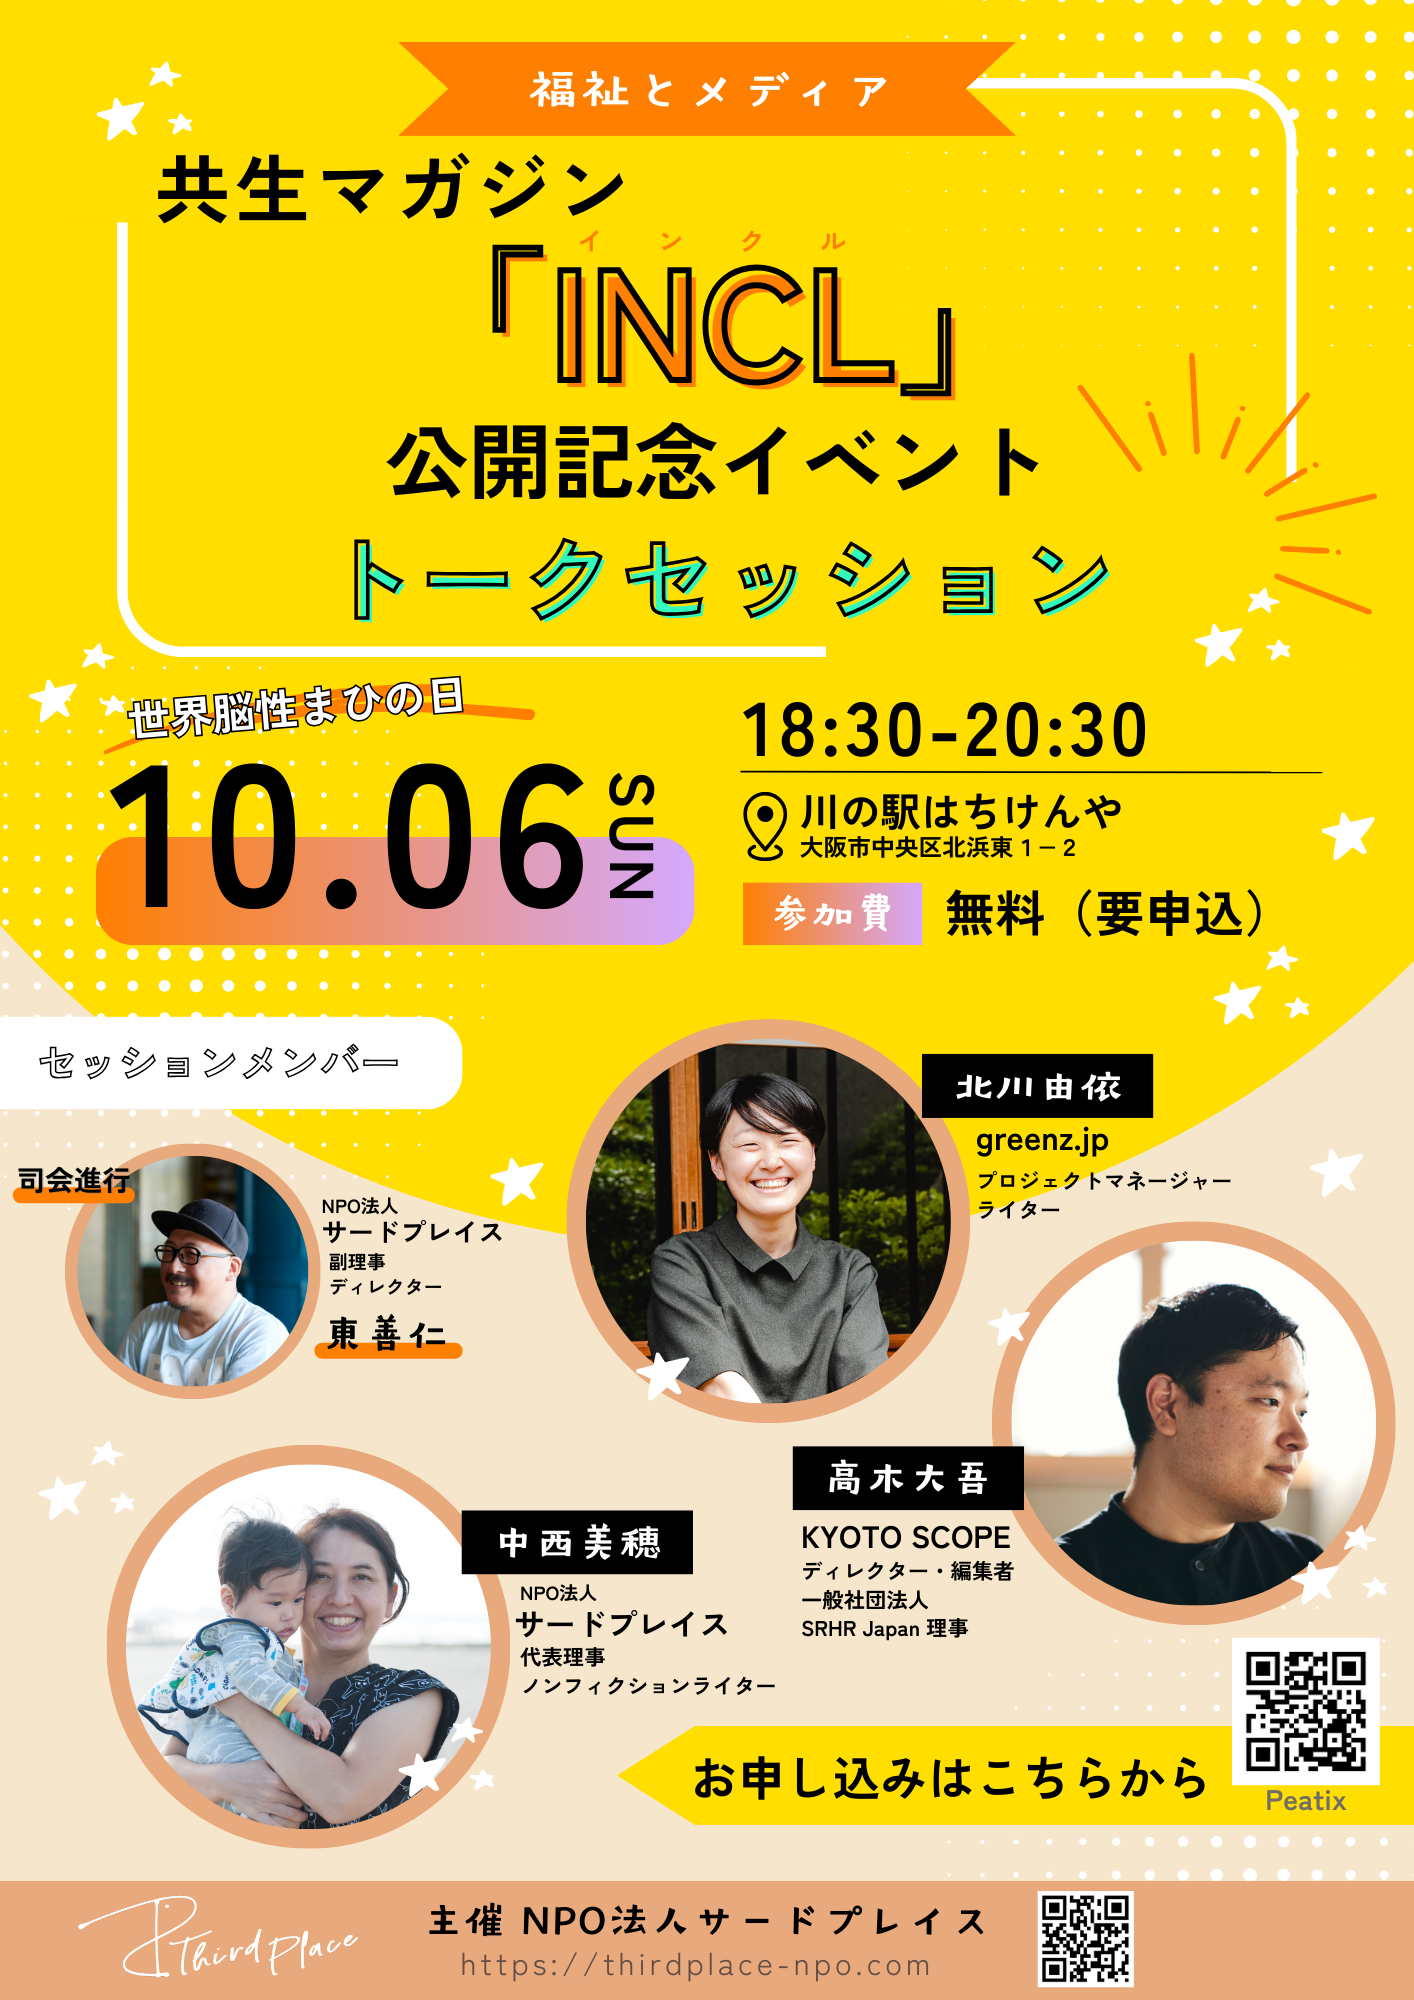 福祉とメディア
共生マガジン
インクル
「INCL」
公開記念イベント
トークセッション
世界脳性まひの日
10.06
SUN
18:30-20:30
川の駅はちけんや
大阪市中央区北浜東1−2
参加費
無料（要申込）
セッションメンバー
北川由依
greenz.jp
プロジェクトマネージャー
ライター
司会進行
NPO法人
サードプレイス
副理事
ディレクター
東善仁
高木大吾
KYOTO SCOPE
ディレクター・編集者
一般社団法人
SRHR Japan 理事
中西美穂
NPO法人
サードプレイス
代表理事
ノンフィクションライター
お申し込みはこちらから
Peatix
Third Place
主催 NPO法人サードプレイス
https://thirdplace-npo.com